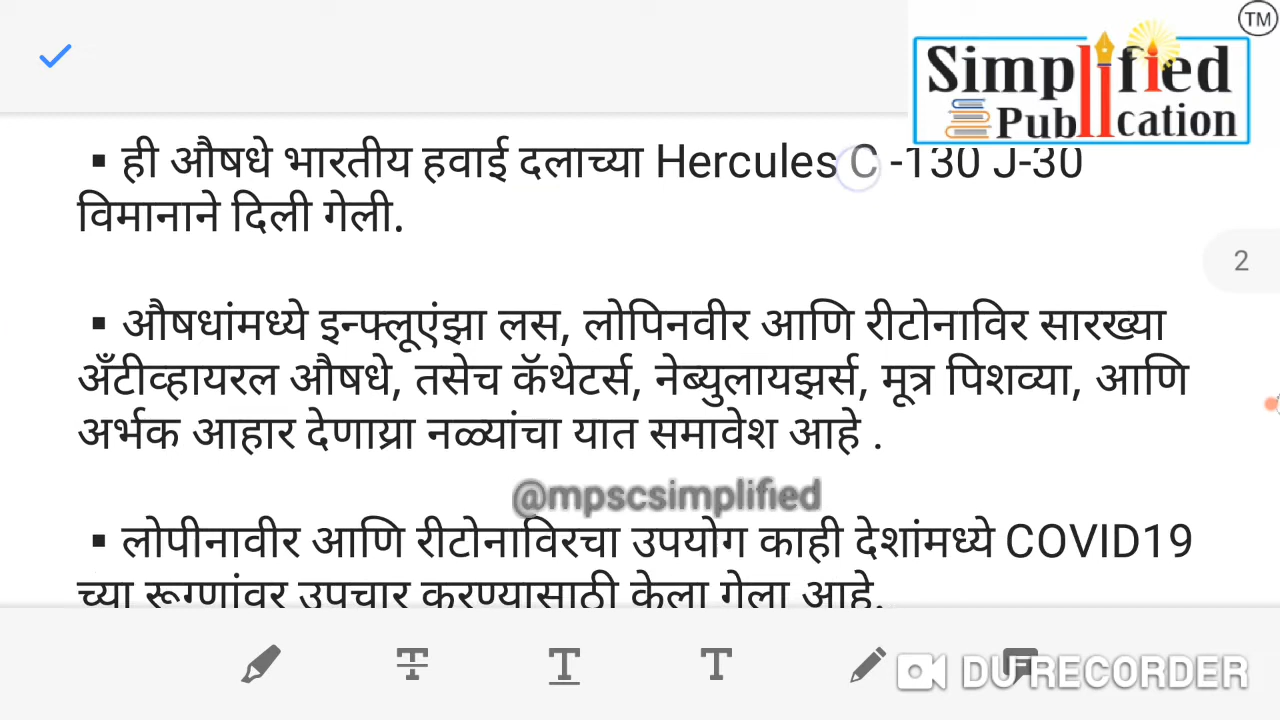 TM
Simplified
Publication
▪ ही औषधे भारतीय हवाई दलाच्या Hercules C -130 J-30
विमानाने दिली गेली.
2
▪ औषधांमध्ये इन्फ्लूएंझा लस, लोपिनवीर आणि रीटोनाविर सारख्या
अँटीव्हायरल औषधे, तसेच कॅथेटर्स, नेब्युलायझर्स, मूत्र पिशव्या, आणि
अर्भक आहार देणाय्रा नळ्यांचा यात समावेश आहे .
@mpscsimplified
▪ लोपीनावीर आणि रीटोनाविरचा उपयोग काही देशांमध्ये COVID19
च्या रूग्णांवर उपचार करण्यासाठी केला गेला आहे.
T T T
DU RECORDER